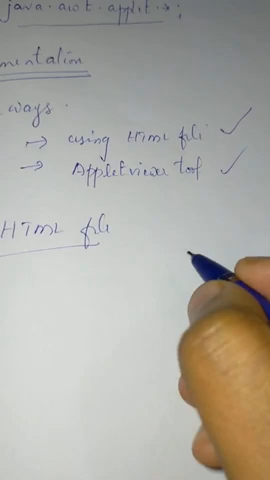 java.awt.applet.*;
mentation
ways.
→ using HTML file
→ Appletviewer tool
HTML file